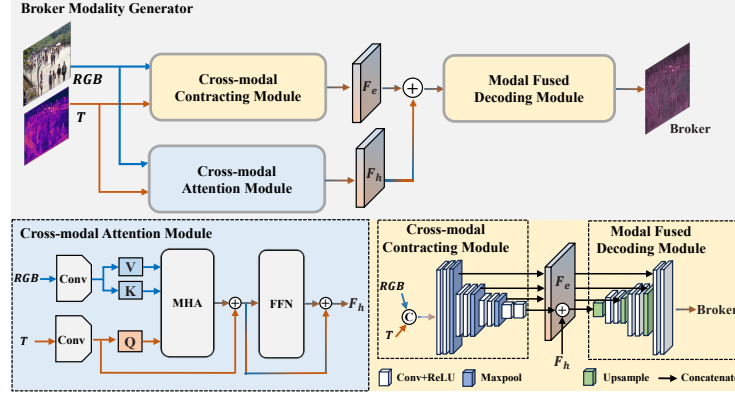 Broker Modality Generator
RGB
T
Cross-modal
Contracting Module
F_e
+
Modal Fused
Decoding Module
Broker
Cross-modal
Attention Module
F_h
Cross-modal Attention Module
RGB
Conv
V
K
MHA
+
FFN
+
F_h
T
Conv
Q
Cross-modal
Contracting Module
Modal Fused
Decoding Module
RGB
C
T
F_e
+
F_h
Broker
Conv+ReLU
Maxpool
Upsample
Concatenate